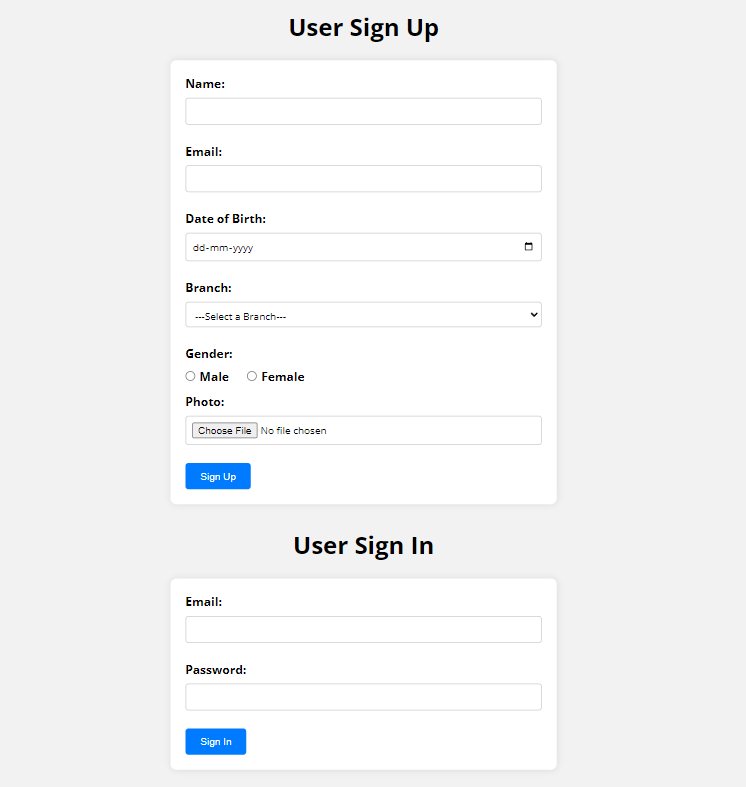 User Sign Up
Name:
Email:
Date of Birth:
dd-mm-yyyy
Branch:
---Select a Branch---
Gender:
Male Female
Photo:
Choose File No file chosen
Sign Up
User Sign In
Email:
Password:
Sign In